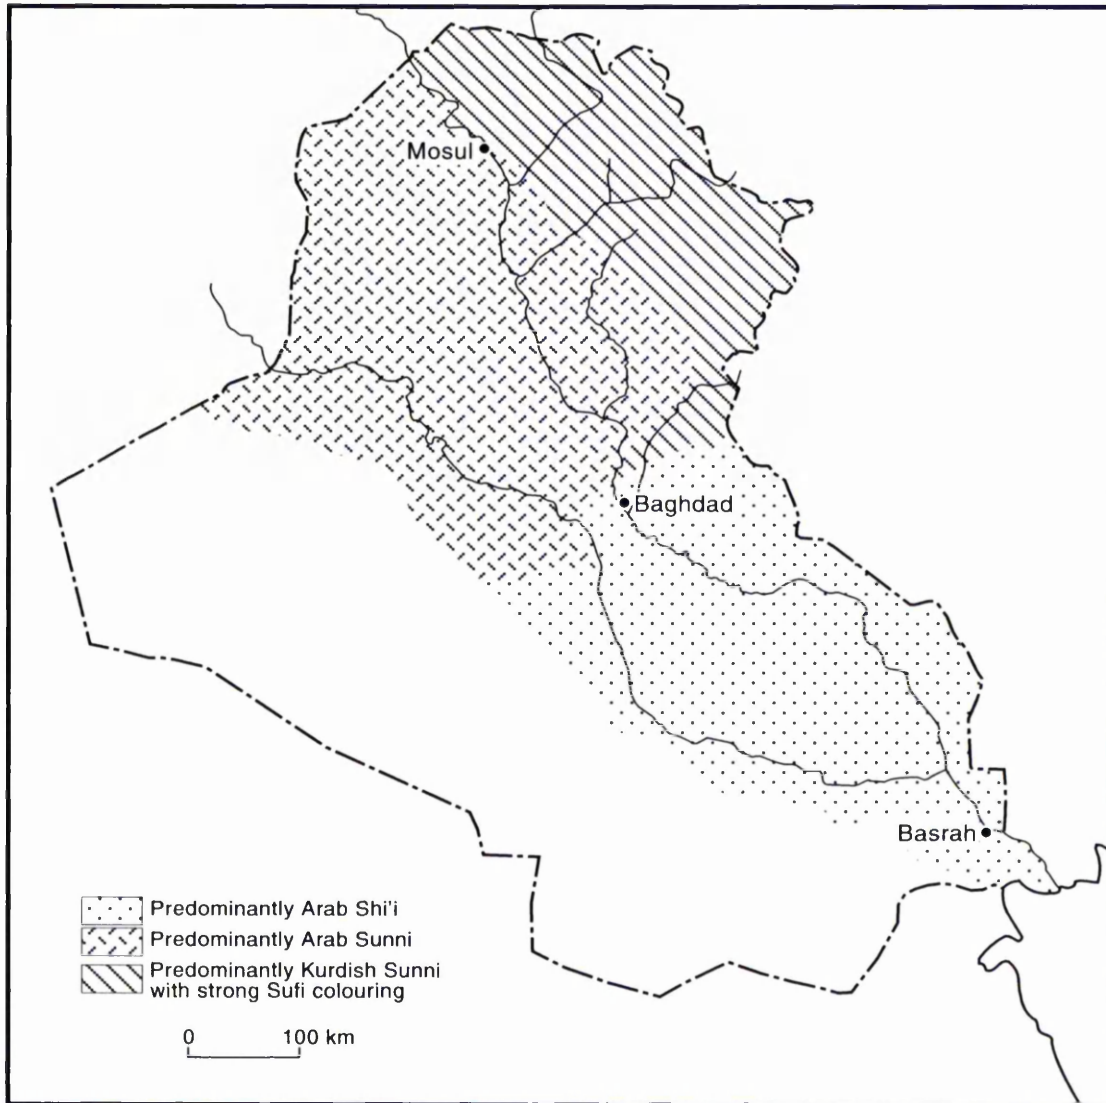 Mosul
Baghdad
Basrah
Predominantly Arab Shi'i
Predominantly Arab Sunni
Predominantly Kurdish Sunni
with strong Sufi colouring
0 100 km